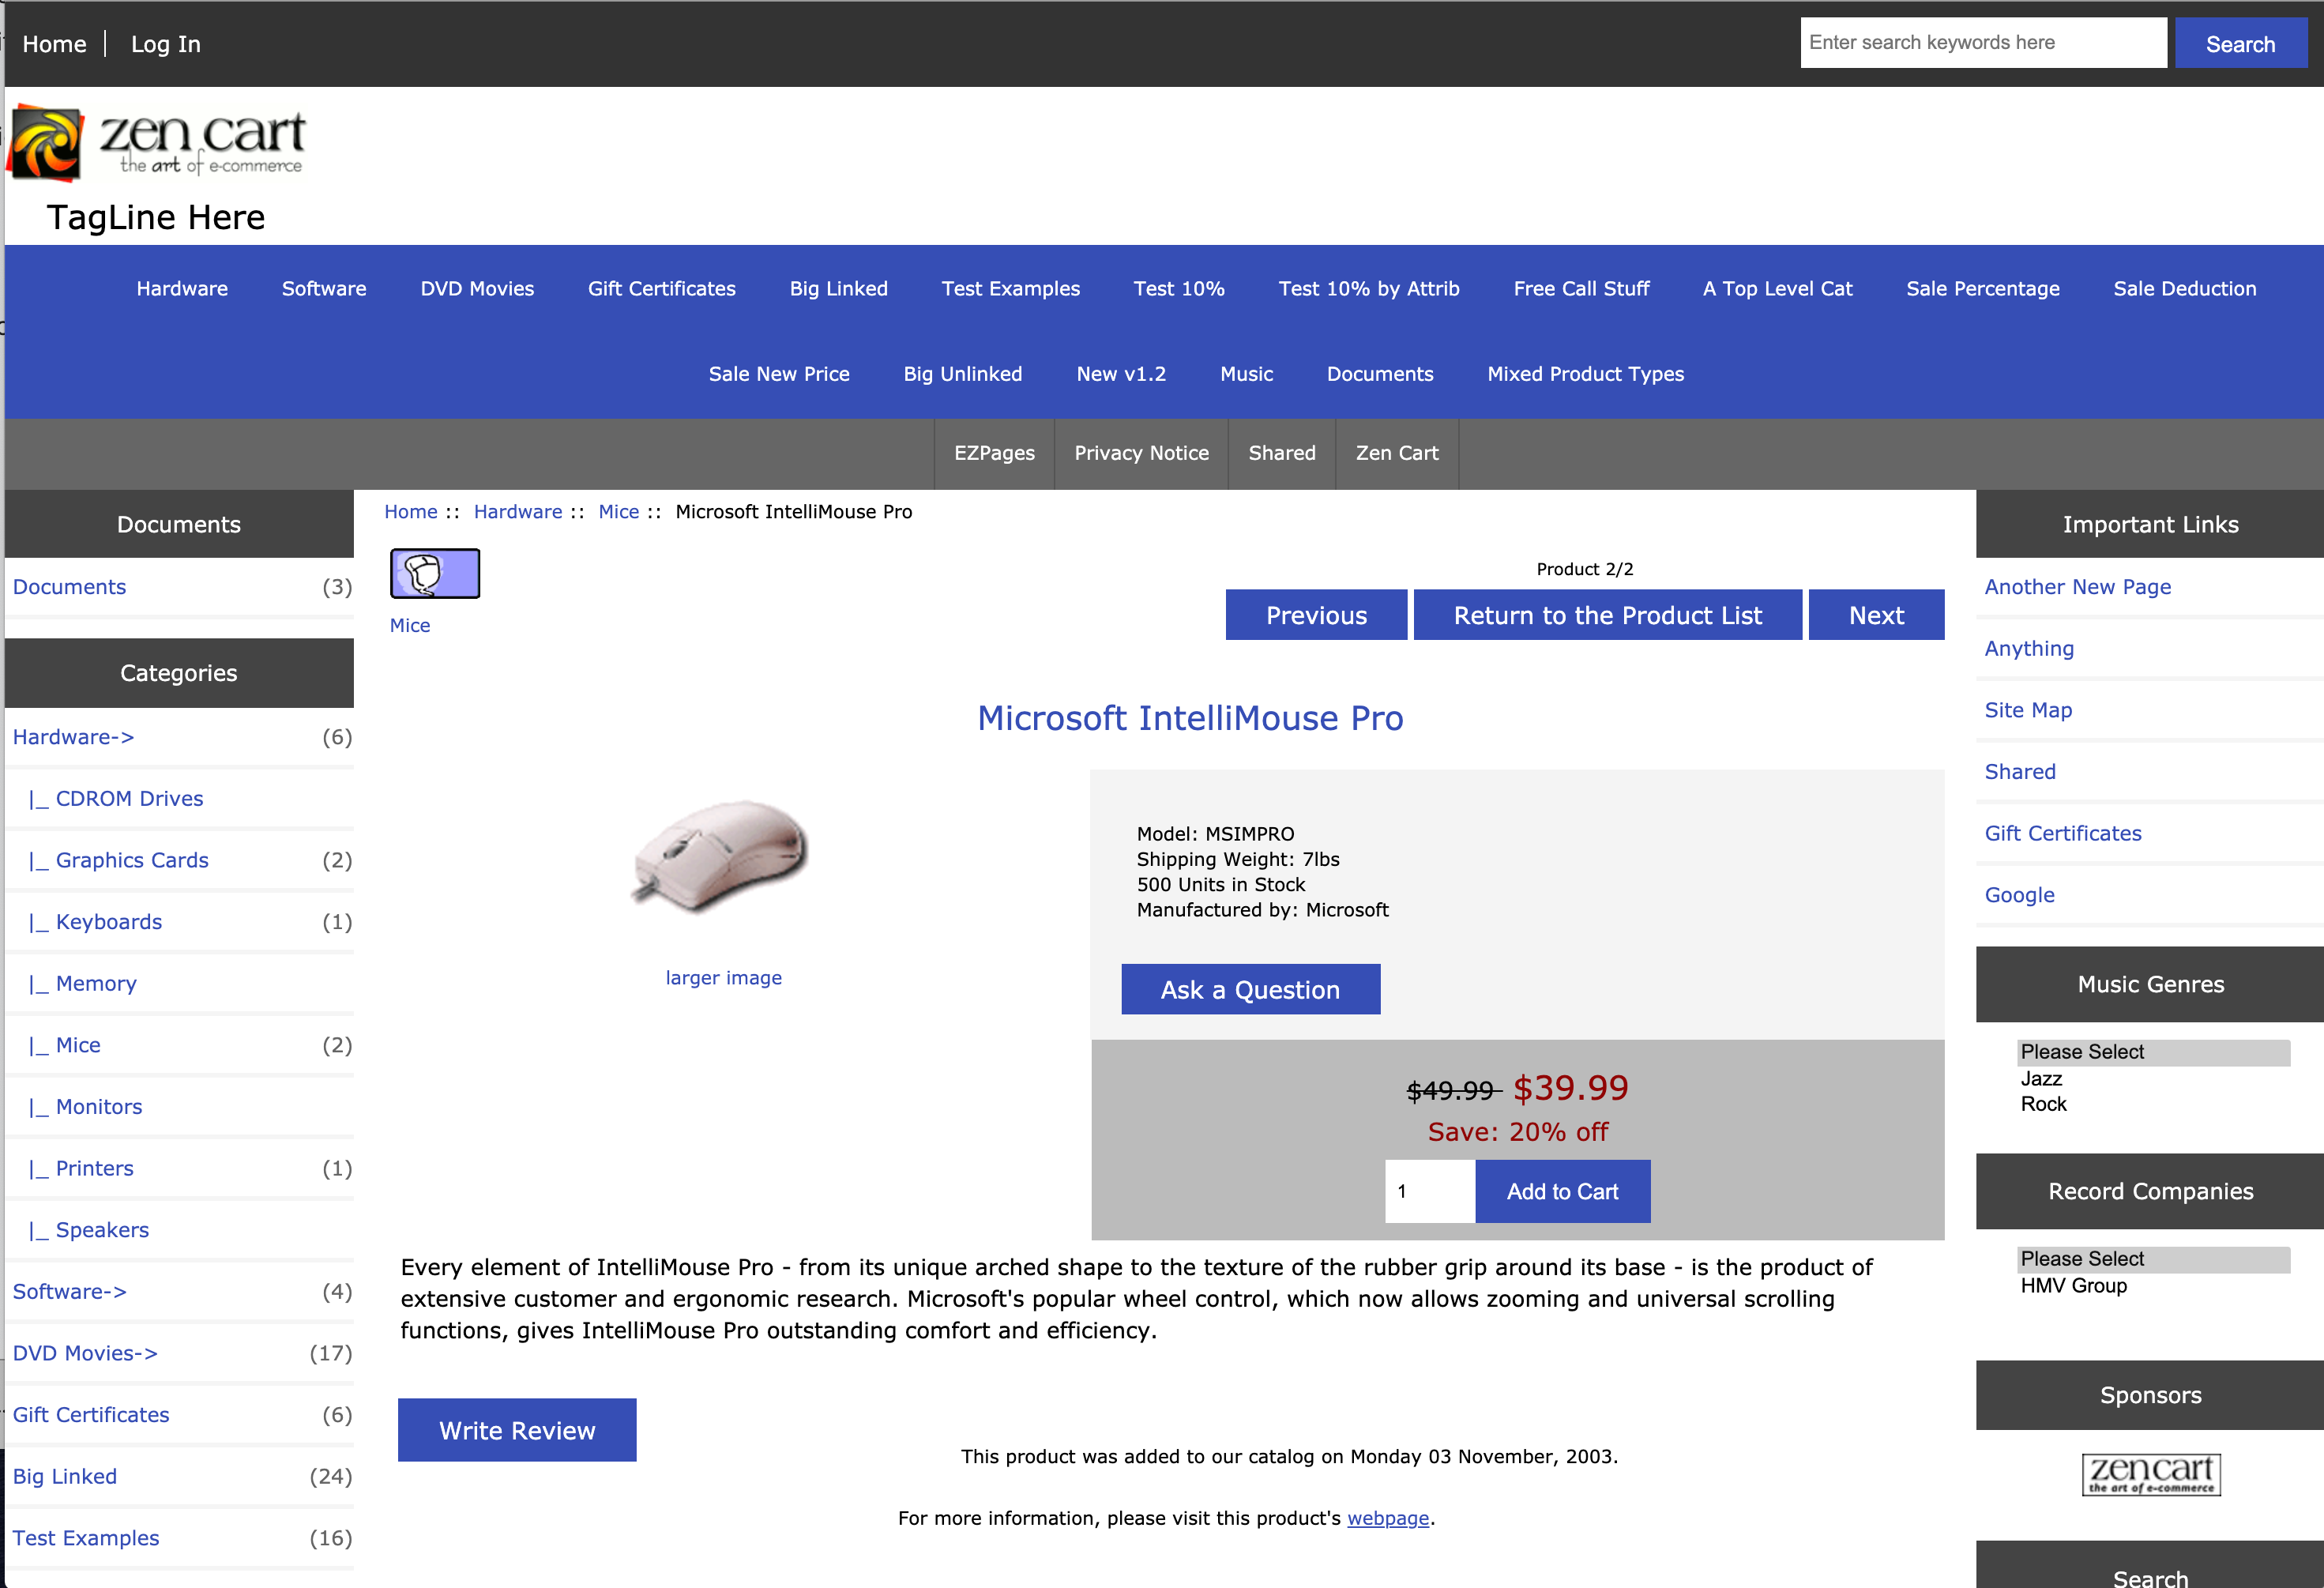 Home
Log In
Enter search keywords here
Search
zen cart
the art of e-commerce
TagLine Here
Hardware
Software
DVD Movies
Gift Certificates
Big Linked
Test Examples
Test 10%
Test 10% by Attrib
Free Call Stuff
A Top Level Cat
Sale Percentage
Sale Deduction
Sale New Price
Big Unlinked
New v1.2
Music
Documents
Mixed Product Types
EZPages
Privacy Notice
Shared
Zen Cart
Documents
Documents (3)
Categories
Hardware-> (6)
|_ CDROM Drives
|_ Graphics Cards (2)
|_ Keyboards (1)
|_ Memory
|_ Mice (2)
|_ Monitors
|_ Printers (1)
|_ Speakers
Software-> (4)
DVD Movies-> (17)
Gift Certificates (6)
Big Linked (24)
Test Examples (16)
Home :: Hardware :: Mice :: Microsoft IntelliMouse Pro
Mice
Product 2/2
Previous
Return to the Product List
Next
Microsoft IntelliMouse Pro
larger image
Model: MSIMPRO
Shipping Weight: 7lbs
500 Units in Stock
Manufactured by: Microsoft
Ask a Question
$49.99 $39.99
Save: 20% off
1
Add to Cart
Every element of IntelliMouse Pro - from its unique arched shape to the texture of the rubber grip around its base - is the product of
extensive customer and ergonomic research. Microsoft's popular wheel control, which now allows zooming and universal scrolling
functions, gives IntelliMouse Pro outstanding comfort and efficiency.
Write Review
This product was added to our catalog on Monday 03 November, 2003.
For more information, please visit this product's webpage.
Important Links
Another New Page
Anything
Site Map
Shared
Gift Certificates
Google
Music Genres
Please Select
Jazz
Rock
Record Companies
Please Select
HMV Group
Sponsors
zen cart
the art of e-commerce
Search